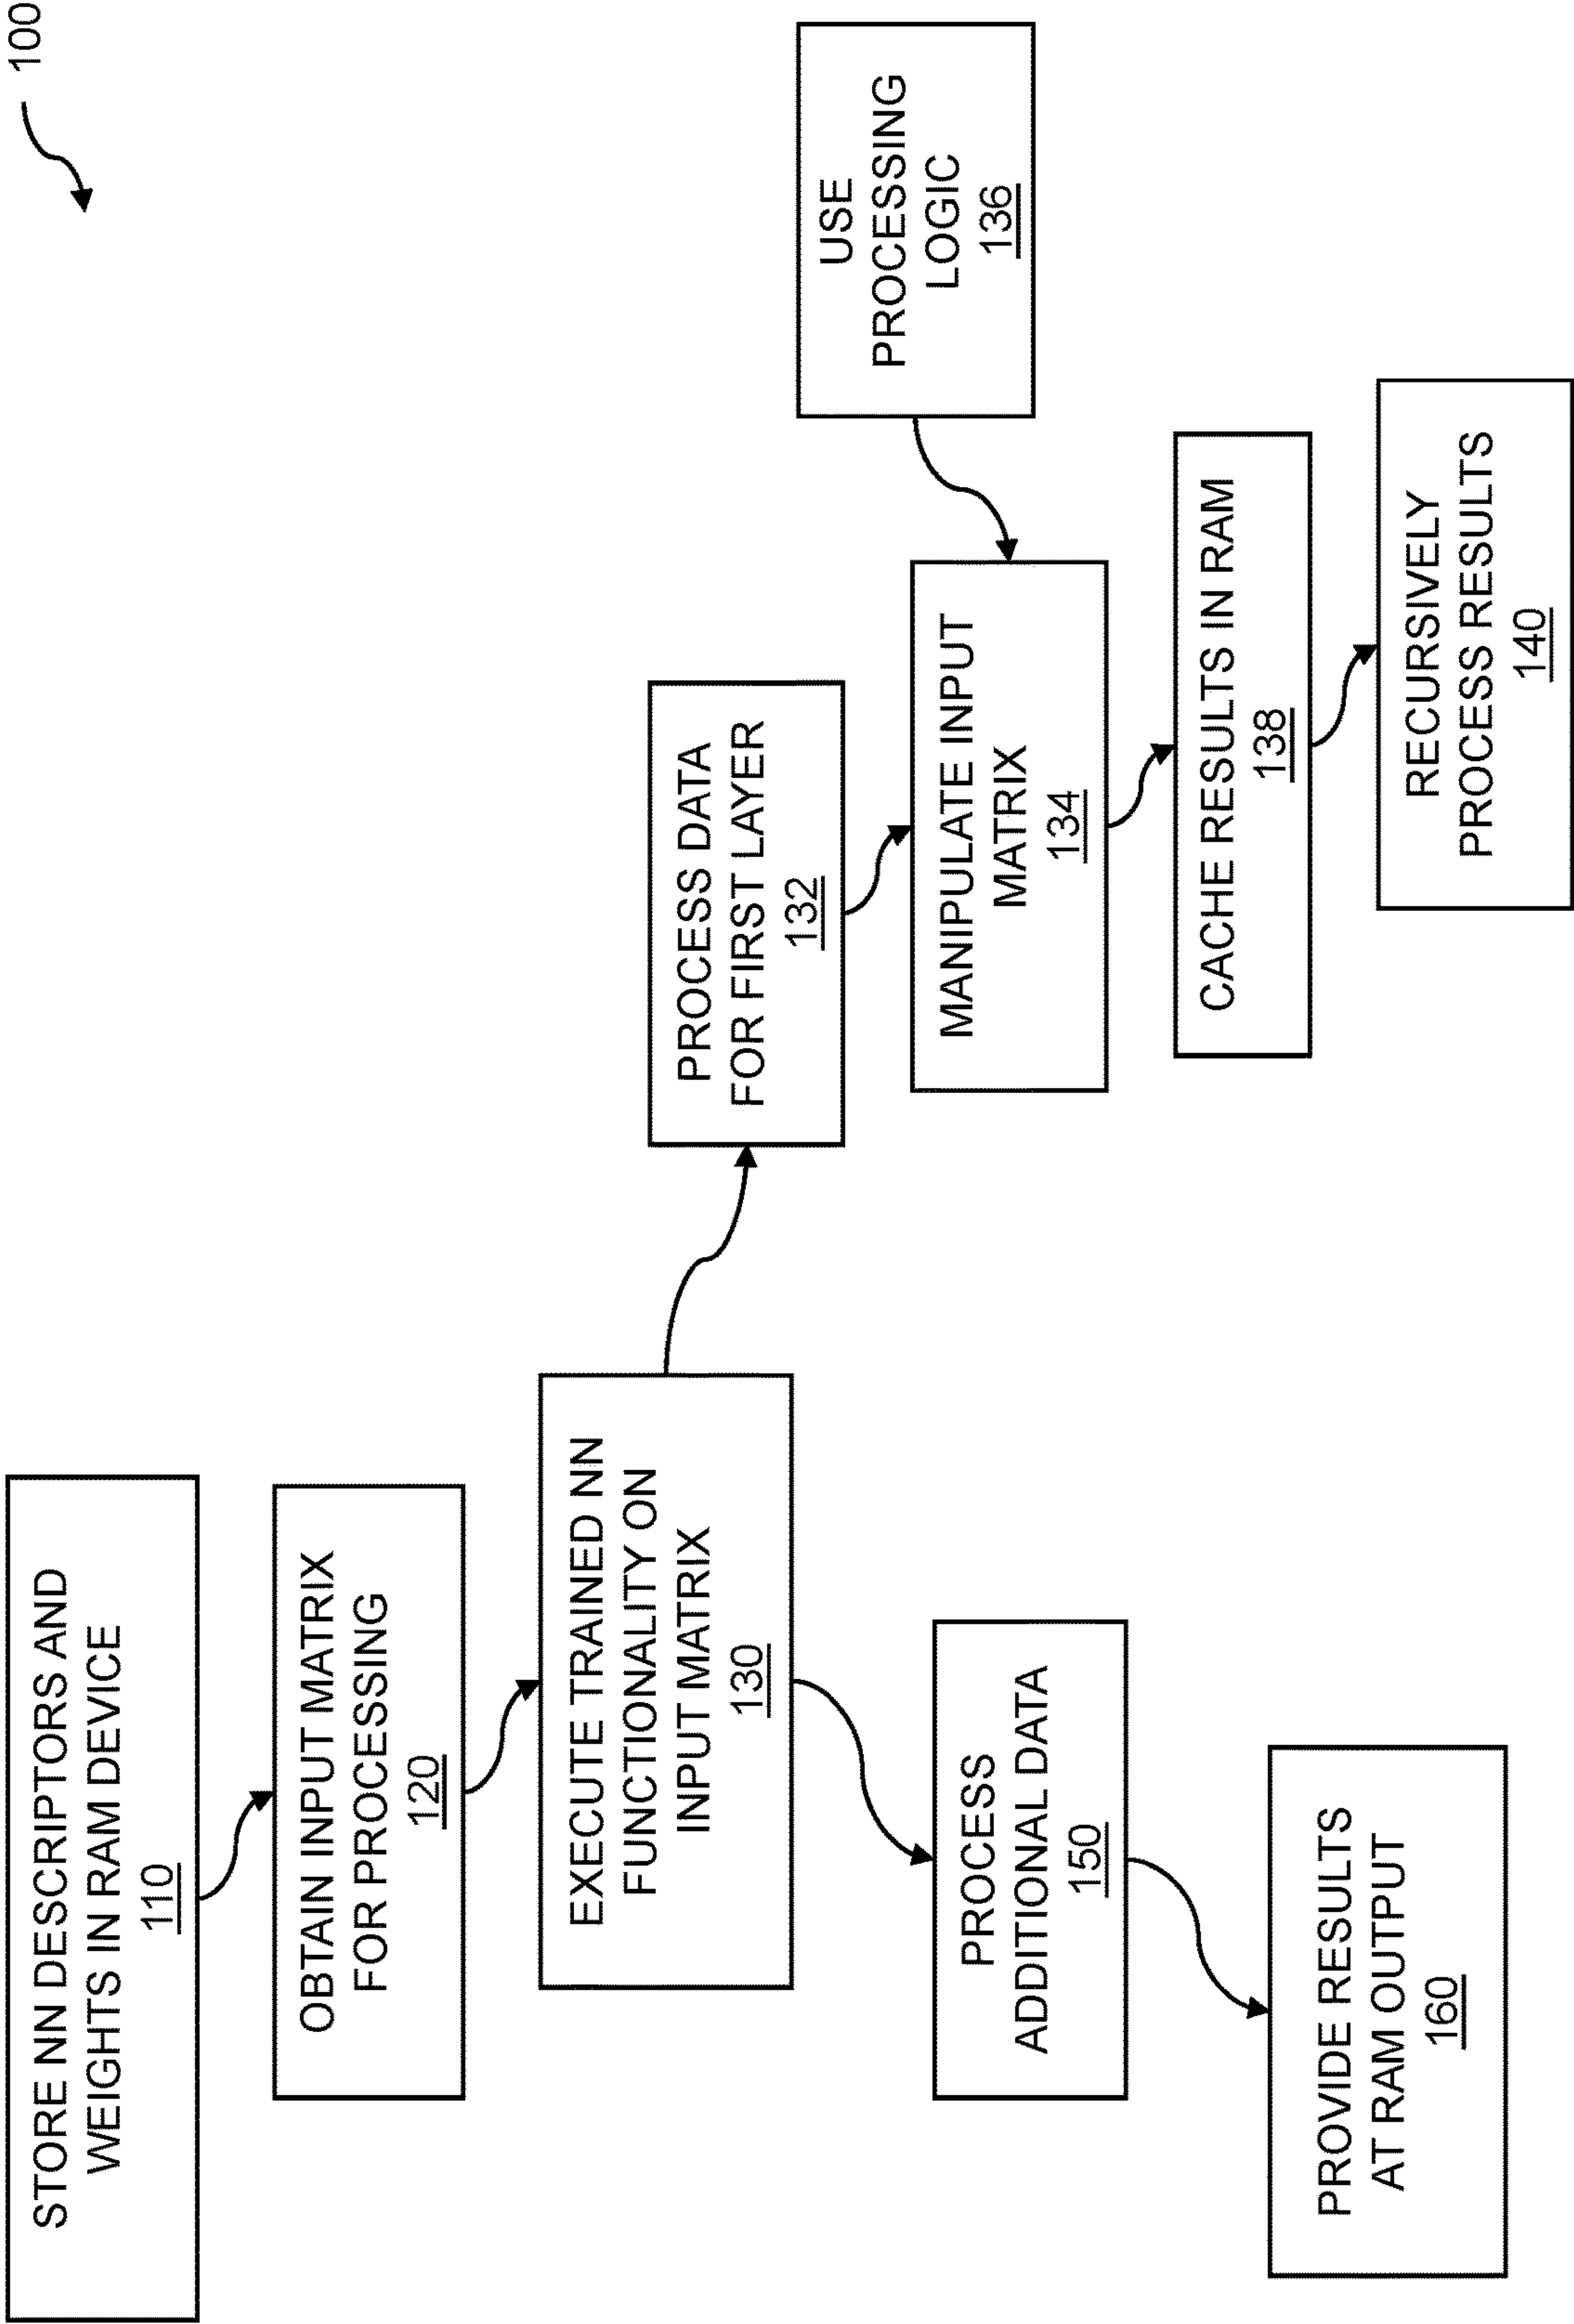 100
STORE NN DESCRIPTORS AND
WEIGHTS IN RAM DEVICE
110
OBTAIN INPUT MATRIX
FOR PROCESSING
120
EXECUTE TRAINED NN
FUNCTIONALITY ON
INPUT MATRIX
130
PROCESS DATA
FOR FIRST LAYER
132
MANIPULATE INPUT
MATRIX
134
USE
PROCESSING
LOGIC
136
CACHE RESULTS IN RAM
138
RECURSIVELY
PROCESS RESULTS
140
PROCESS
ADDITIONAL DATA
150
PROVIDE RESULTS
AT RAM OUTPUT
160